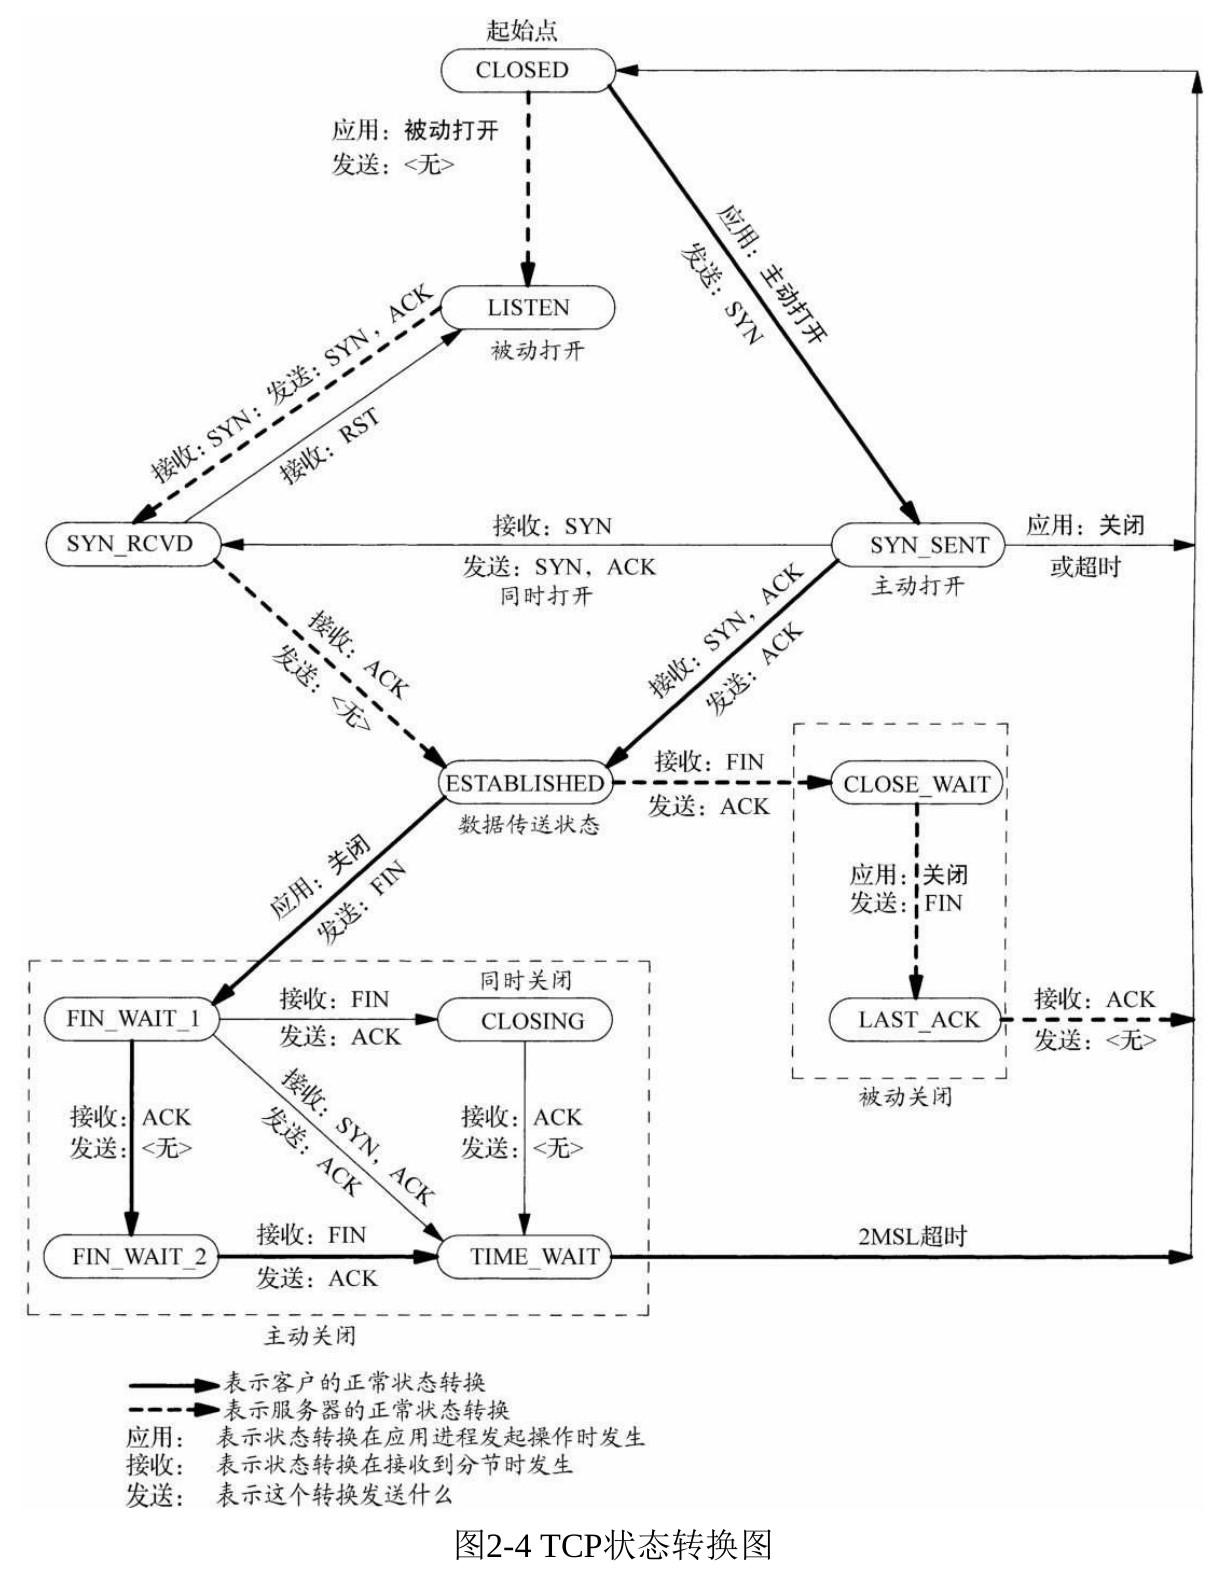 起始点
CLOSED
应用：被动打开
发送：<无>
应用：主动打开
发送：SYN
LISTEN
被动打开
接收：SYN；发送：SYN，ACK
接收：RST
SYN_RCVD
接收：SYN
发送：SYN，ACK
同时打开
SYN_SENT
主动打开
应用：关闭
或超时
接收：ACK
发送：<无>
接收：SYN，ACK
发送：ACK
ESTABLISHED
数据传送状态
接收：FIN
发送：ACK
CLOSE_WAIT
应用：关闭
发送：FIN
应用：关闭
发送：FIN
同时关闭
FIN_WAIT_1
接收：FIN
发送：ACK
CLOSING
LAST_ACK
接收：ACK
发送：<无>
被动关闭
接收：ACK
发送：<无>
接收：SYN，ACK
发送：ACK
接收：ACK
发送：<无>
FIN_WAIT_2
接收：FIN
发送：ACK
TIME_WAIT
2MSL超时
主动关闭
表示客户的正常状态转换
表示服务器的正常状态转换
应用： 表示状态转换在应用进程发起操作时发生
接收： 表示状态转换在接收到分节时发生
发送： 表示这个转换发送什么
图2-4 TCP状态转换图